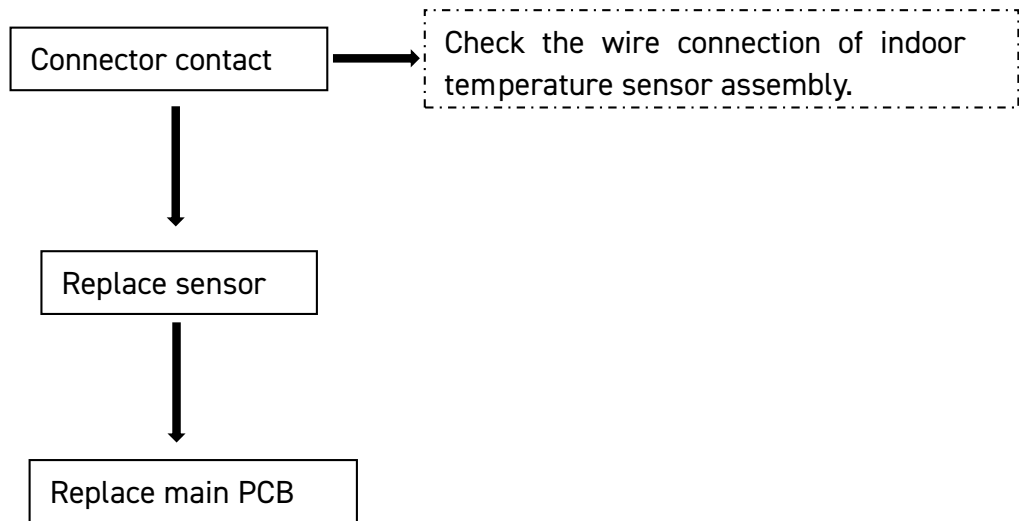 Connector contact
Check the wire connection of indoor
temperature sensor assembly.
Replace sensor
Replace main PCB